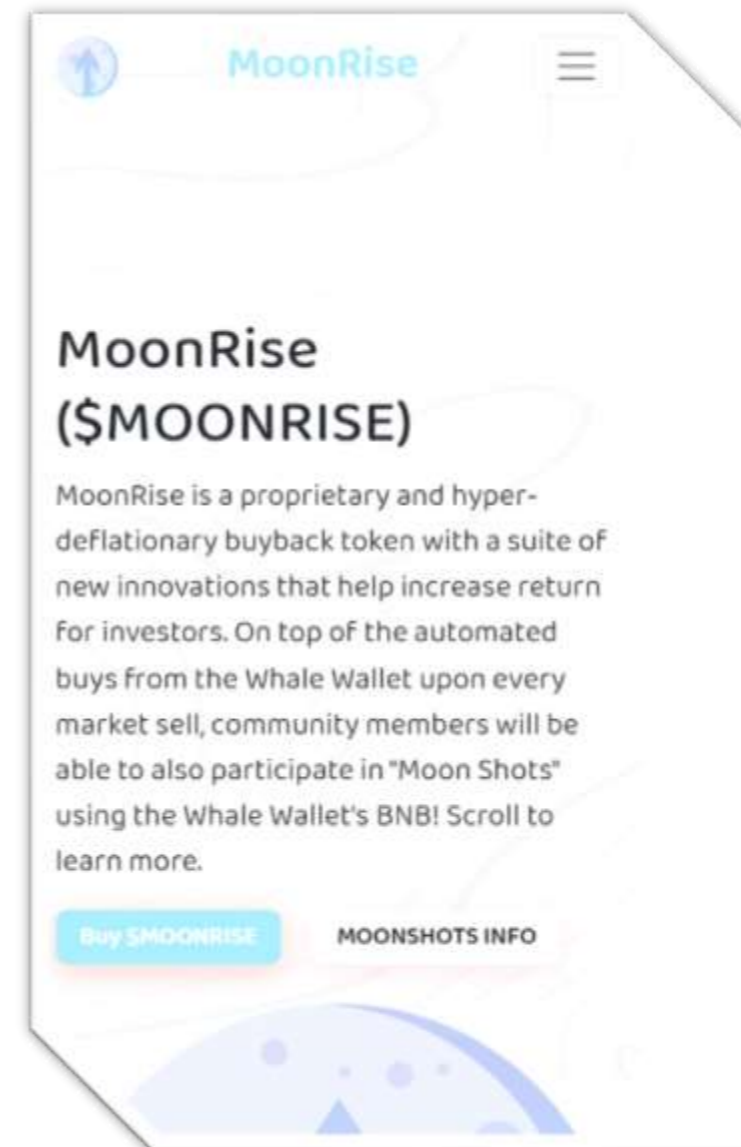 MoonRise
MoonRise
($MOONRISE)
MoonRise is a proprietary and hyper-
deflationary buyback token with a suite of
new innovations that help increase return
for investors. On top of the automated
buys from the Whale Wallet upon every
market sell, community members will be
able to also participate in "Moon Shots"
using the Whale Wallet's BNB! Scroll to
learn more.
Buy $MOONRISE MOONSHOTS INFO